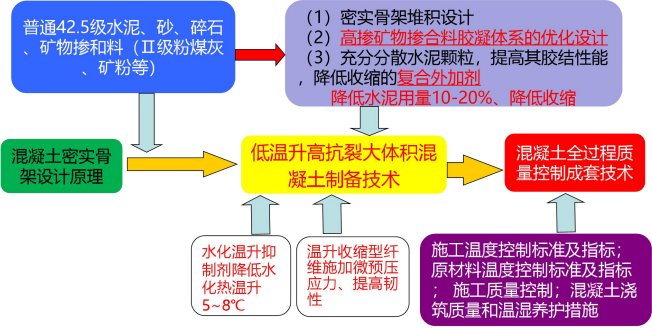 普通42.5级水泥、砂、碎石
、矿物掺和料（Ⅱ级粉煤灰
、矿粉等）
（1）密实骨架堆积设计
（2）高掺矿物掺合料胶凝体系的优化设计
（3）充分分散水泥颗粒，提高其胶结性能
，降低收缩的复合外加剂
降低水泥用量10-20%、降低收缩
混凝土密实骨
架设计原理
低温升高抗裂大体积混
凝土制备技术
混凝土全过程质
量控制成套技术
水化温升抑
制剂降低水
化热温升
5~8℃
温升收缩型纤
维施加微预压
应力、提高韧
性
施工温度控制标准及指标；
原材料温度控制标准及指标
； 施工质量控制；混凝土浇
筑质量和温湿养护措施